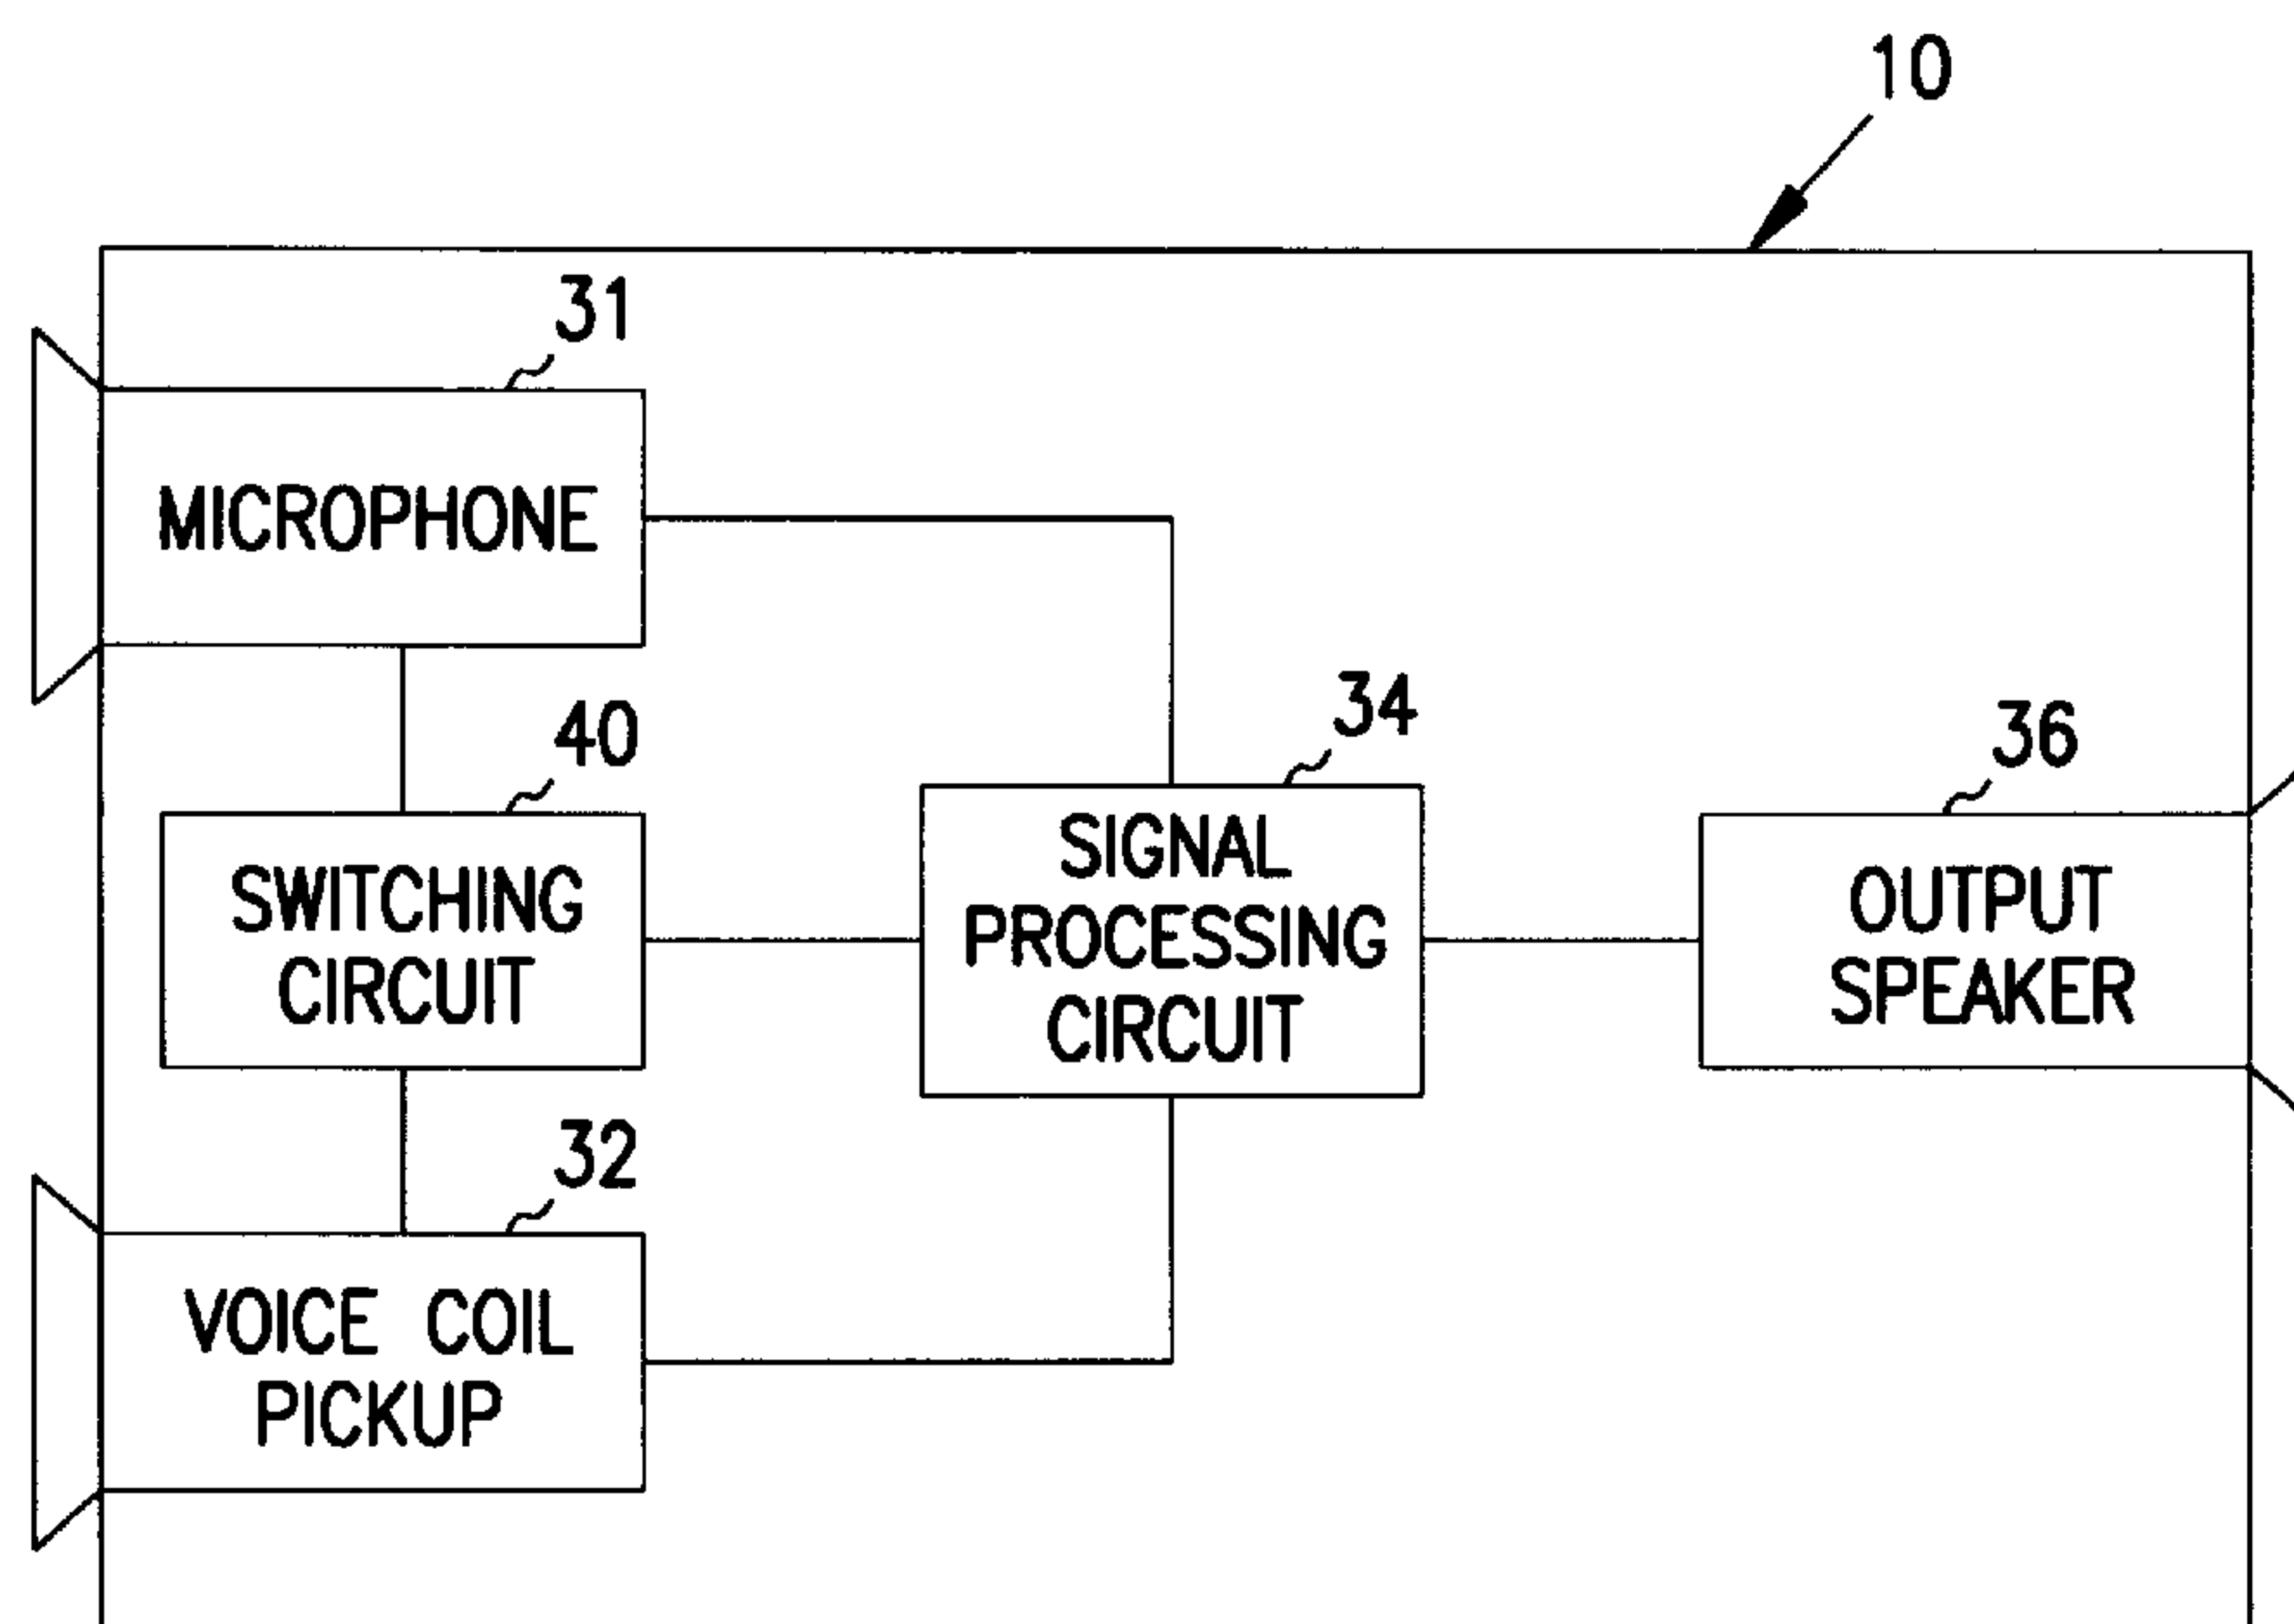 10
31
MICROPHONE
40
SWITCHING
CIRCUIT
34
SIGNAL
PROCESSING
CIRCUIT
36
OUTPUT
SPEAKER
32
VOICE COIL
PICKUP